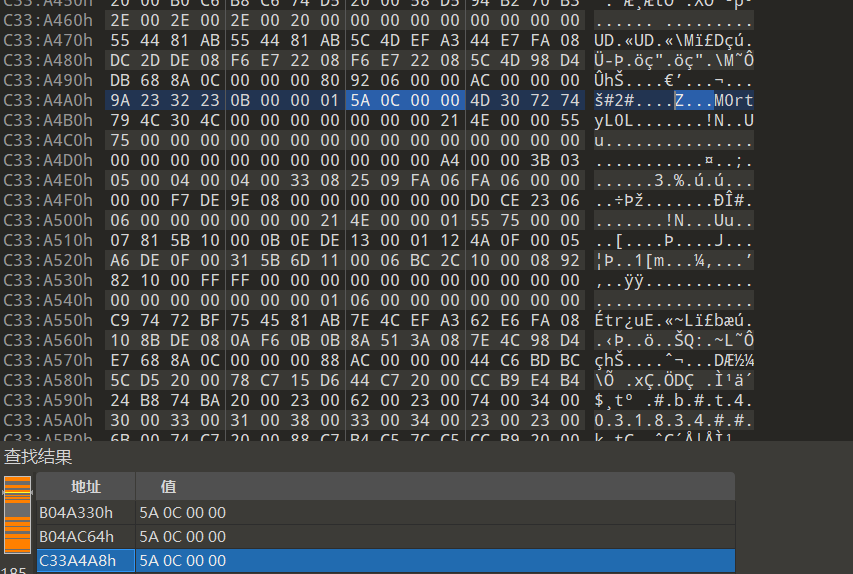 C33:A460h 2E 00 2E 00 2E 00 20 00 00 00 00 00 00 00 00 00 ...... .........
C33:A470h 55 44 81 AB 55 44 81 AB 5C 4D EF A3 44 E7 FA 08 UD.«UD.«\Mï£Dçú.
C33:A480h DC 2D DE 08 F6 E7 22 08 F6 E7 22 08 5C 4D 98 D4 Ü-Þ.öç".öç".\M˜Ô
C33:A490h DB 68 8A 0C 00 00 00 80 92 06 00 00 AC 00 00 00 ÛhŠ....€’...¬...
C33:A4A0h 9A 23 32 23 0B 00 00 01 5A 0C 00 00 4D 30 72 74 š#2#....Z...M0rt
C33:A4B0h 79 4C 30 4C 00 00 00 00 00 00 00 21 4E 00 00 55 yL0L.......!N..U
C33:A4C0h 75 00 00 00 00 00 00 00 00 00 00 00 00 00 00 00 u...............
C33:A4D0h 00 00 00 00 00 00 00 00 00 00 00 A4 00 00 3B 03 ...........¤..;.
C33:A4E0h 05 00 04 00 04 00 33 08 25 09 FA 06 FA 06 00 00 ......3.%.ú.ú...
C33:A4F0h 00 00 F7 DE 9E 08 00 00 00 00 00 00 D0 CE 23 06 ..÷Þž.......ÐÎ#.
C33:A500h 06 00 00 00 00 00 00 21 4E 00 00 01 55 75 00 00 .......!N...Uu..
C33:A510h 07 81 5B 10 00 0B 0E DE 13 00 01 12 4A 0F 00 05 ..[....Þ....J...
C33:A520h A6 DE 0F 00 31 5B 6D 11 00 06 BC 2C 10 00 08 92 ¦Þ..1[m...¼,...’
C33:A530h 82 10 00 FF FF 00 00 00 00 00 00 00 00 00 00 00 ‚..ÿÿ...........
C33:A540h 00 00 00 00 00 00 00 01 06 00 00 00 00 00 00 00 ................
C33:A550h C9 74 72 BF 75 45 81 AB 7E 4C EF A3 62 E6 FA 08 Étr¿uE.«~Lï£bæú.
C33:A560h 10 8B DE 08 0A F6 0B 0B 8A 51 3A 08 7E 4C 98 D4 .‹Þ..ö..ŠQ:.~L˜Ô
C33:A570h E7 68 8A 0C 00 00 00 88 AC 00 00 00 44 C6 BD BC çhŠ....ˆ¬...DÆ½¼
C33:A580h 5C D5 20 00 78 C7 15 D6 44 C7 20 00 CC B9 E4 B4 \Õ .xÇ.ÖDÇ .Ì¹ä´
C33:A590h 24 B8 74 BA 20 00 23 00 62 00 23 00 74 00 34 00 $¸tº .#.b.#.t.4.
C33:A5A0h 30 00 33 00 31 00 38 00 33 00 34 00 23 00 23 00 0.3.1.8.3.4.#.#.
查找结果
地址 值
B04A330h 5A 0C 00 00
B04AC64h 5A 0C 00 00
C33A4A8h 5A 0C 00 00